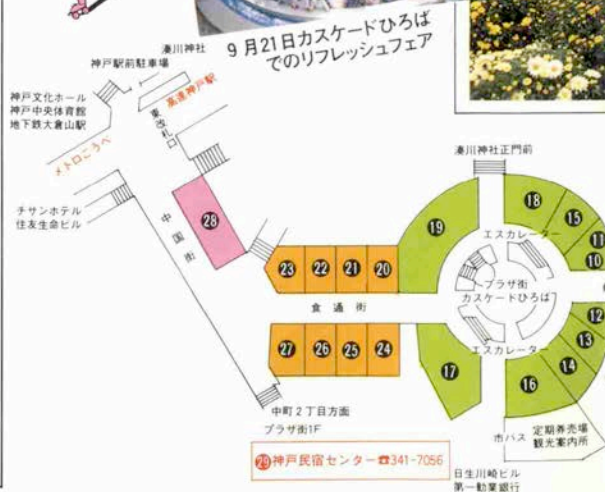 9月21日カスケードひろば
でのリフレッシュフェア
湊川神社
神戸駅前駐車場
高速神戸駅
東改札口
神戸文化ホール
神戸中央体育館
地下鉄大倉山駅
メトロこうべ
チサンホテル
住友生命ビル
中国街
28
湊川神社正門前
18
15
11
10
19
エスカレーター
プラザ街
カスケードひろば
23
22
21
20
食通街
27
26
25
24
12
13
14
エスカレーター
17
16
中町2丁目方面
プラザ街1F
市バス
定期券売場
観光案内所
29神戸民宿センター☎341-7056
日生川崎ビル
第一勧業銀行